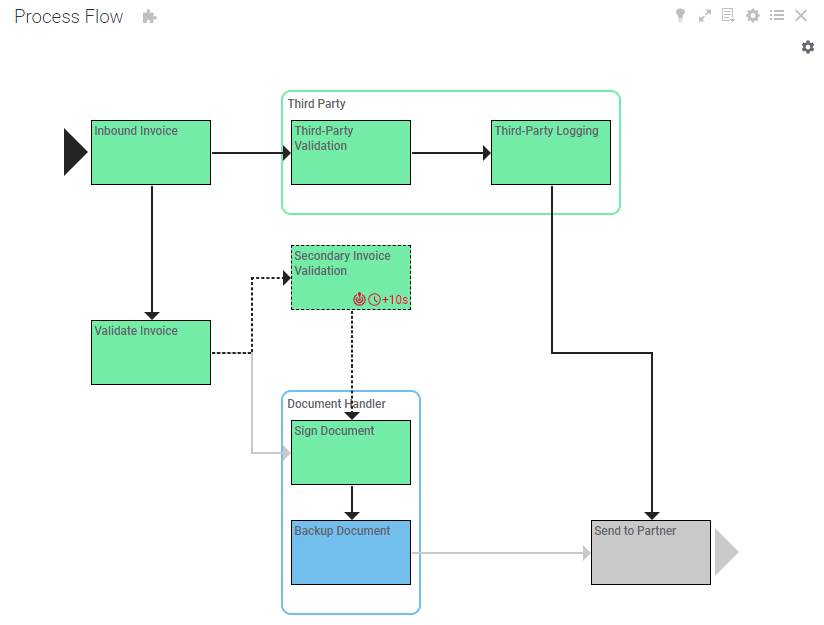 Process Flow
Third Party
Inbound Invoice
Third-Party
Validation
Third-Party Logging
Secondary Invoice
Validation
+10s
Validate Invoice
Document Handler
Sign Document
Backup Document
Send to Partner